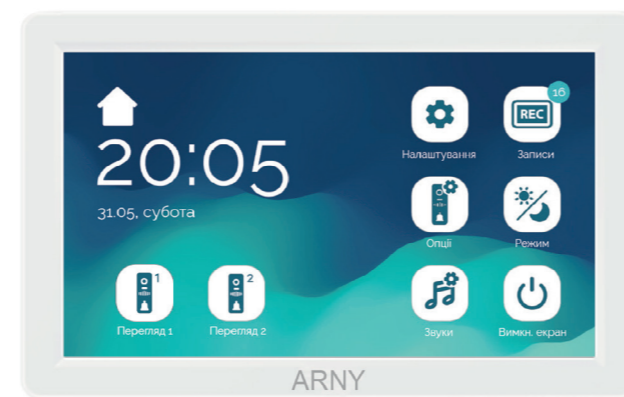 20:05
31.05, субота
1
Перегляд 1
2
Перегляд 2
Налаштування
REC
16
Записи
Опції
Режим
Звуки
Вимкн. екран
ARNY